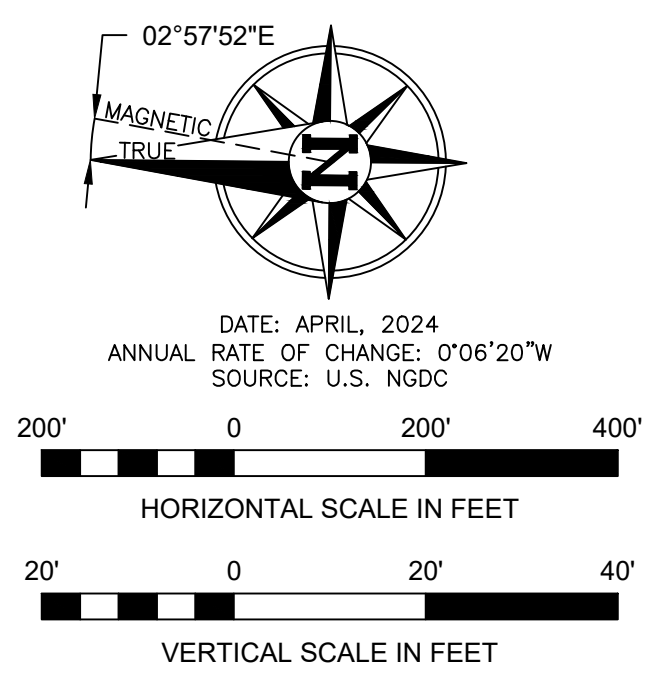 02°57'52"E
MAGNETIC
TRUE
N
DATE: APRIL, 2024
ANNUAL RATE OF CHANGE: 0°06'20"W
SOURCE: U.S. NGDC
200' 0 200' 400'
HORIZONTAL SCALE IN FEET
20' 0 20' 40'
VERTICAL SCALE IN FEET